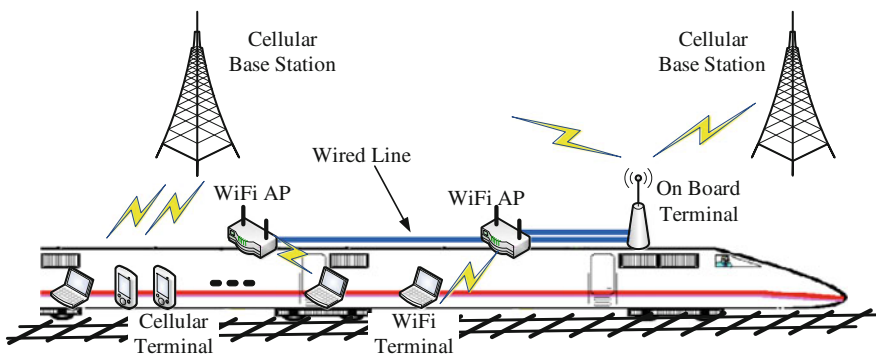 Cellular
Base Station
Cellular
Base Station
Wired Line
WiFi AP
WiFi AP
On Board
Terminal
Cellular
Terminal
WiFi
Terminal